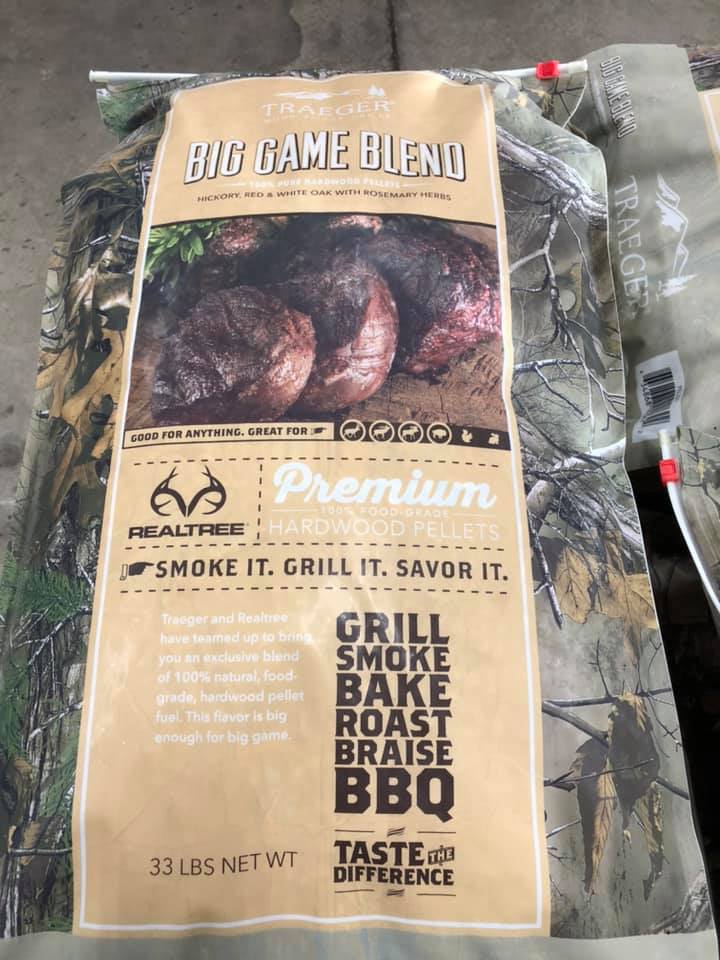 TRAEGER
BIG GAME BLEND
100% PURE HARDWOOD PELLETS
HICKORY, RED & WHITE OAK WITH ROSEMARY HERBS
GOOD FOR ANYTHING. GREAT FOR
REALTREE
Premium
100% FOOD-GRADE
HARDWOOD PELLETS
SMOKE IT. GRILL IT. SAVOR IT.
Traeger and Realtree
have teamed up to bring
you an exclusive blend
of 100% natural, food-
grade, hardwood pellet
fuel. This flavor is big
enough for big game.
GRILL
SMOKE
BAKE
ROAST
BRAISE
BBQ
TASTE THE
DIFFERENCE
33 LBS NET WT
BIG GAME BLEND
TRAEGER